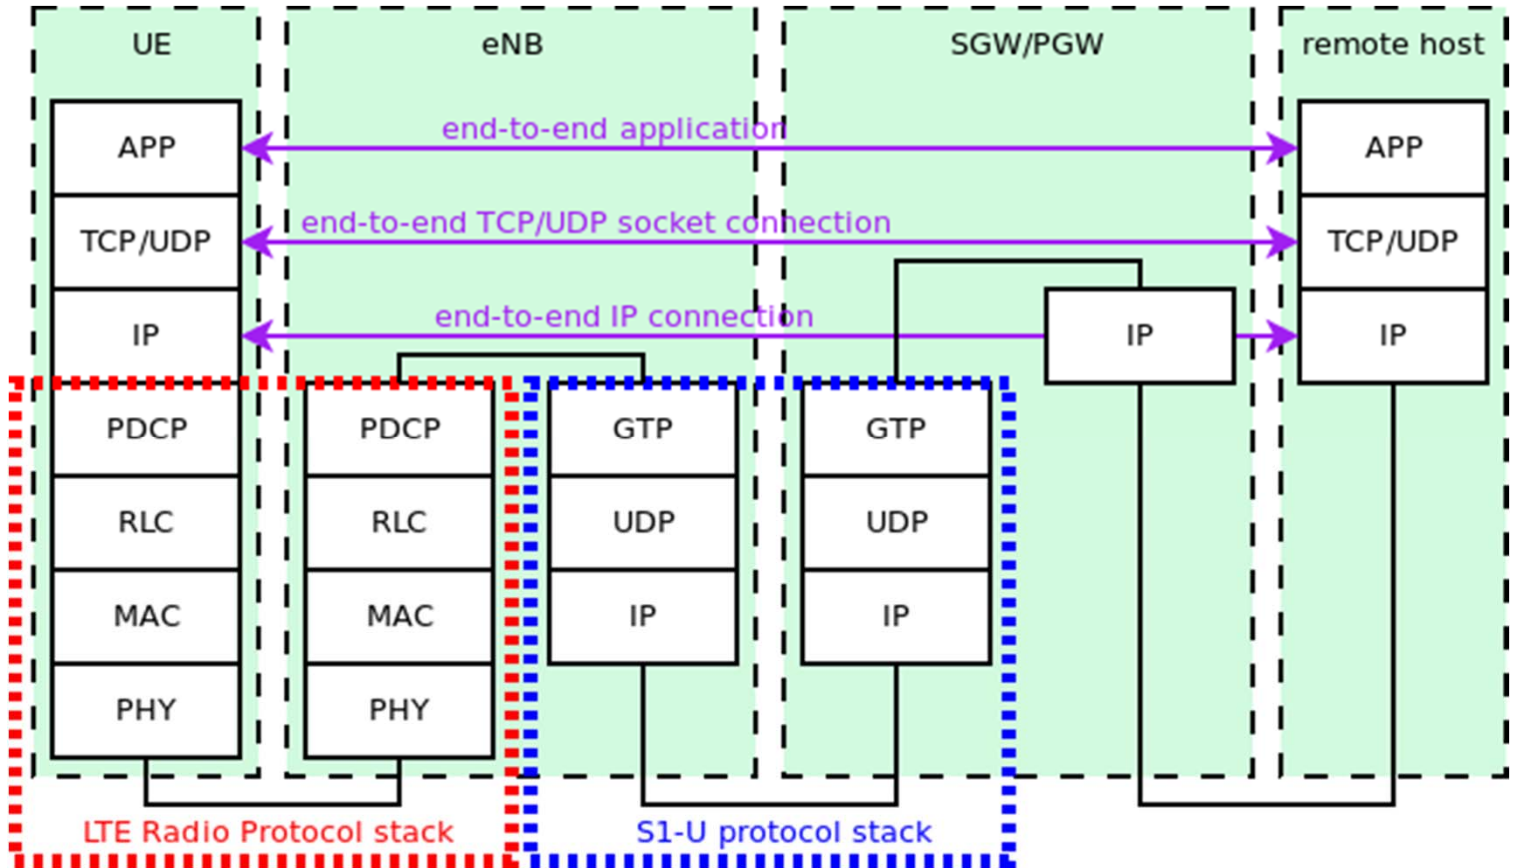 UE
eNB
SGW/PGW
remote host
APP
end-to-end application
APP
TCP/UDP
end-to-end TCP/UDP socket connection
TCP/UDP
IP
end-to-end IP connection
IP
IP
PDCP
PDCP
GTP
GTP
RLC
RLC
UDP
UDP
MAC
MAC
IP
IP
PHY
PHY
LTE Radio Protocol stack
S1-U protocol stack